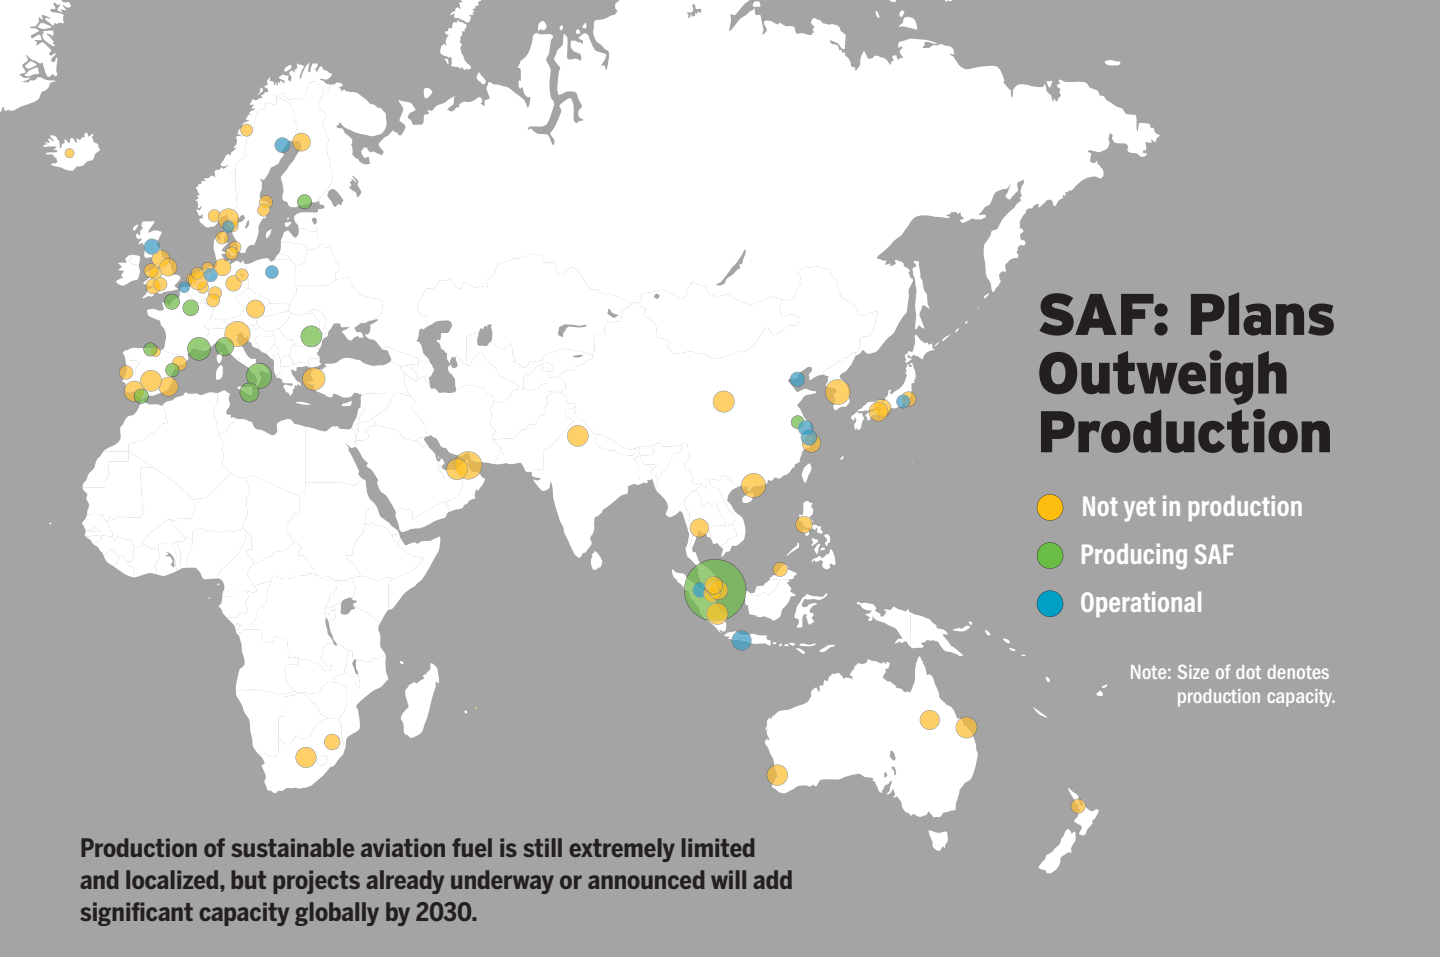 SAF: Plans
Outweigh
Production
Not yet in production
Producing SAF
Operational
Note: Size of dot denotes
production capacity.
Production of sustainable aviation fuel is still extremely limited
and localized, but projects already underway or announced will add
significant capacity globally by 2030.